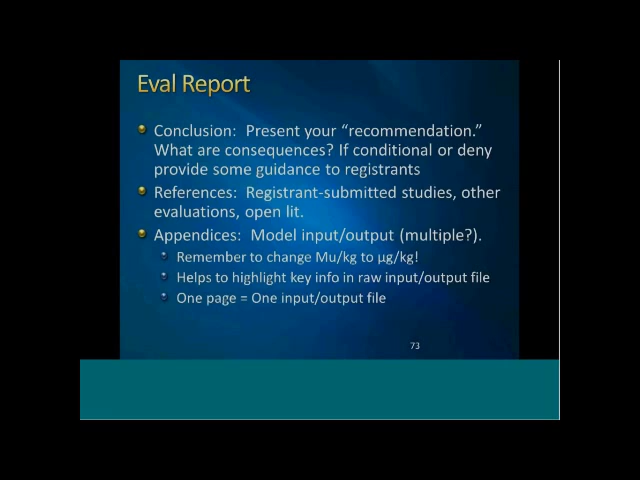 Eval Report
Conclusion: Present your “recommendation.”
What are consequences? If conditional or deny
provide some guidance to registrants
References: Registrant-submitted studies, other
evaluations, open lit.
Appendices: Model input/output (multiple?).
Remember to change Mu/kg to µg/kg!
Helps to highlight key info in raw input/output file
One page = One input/output file
73